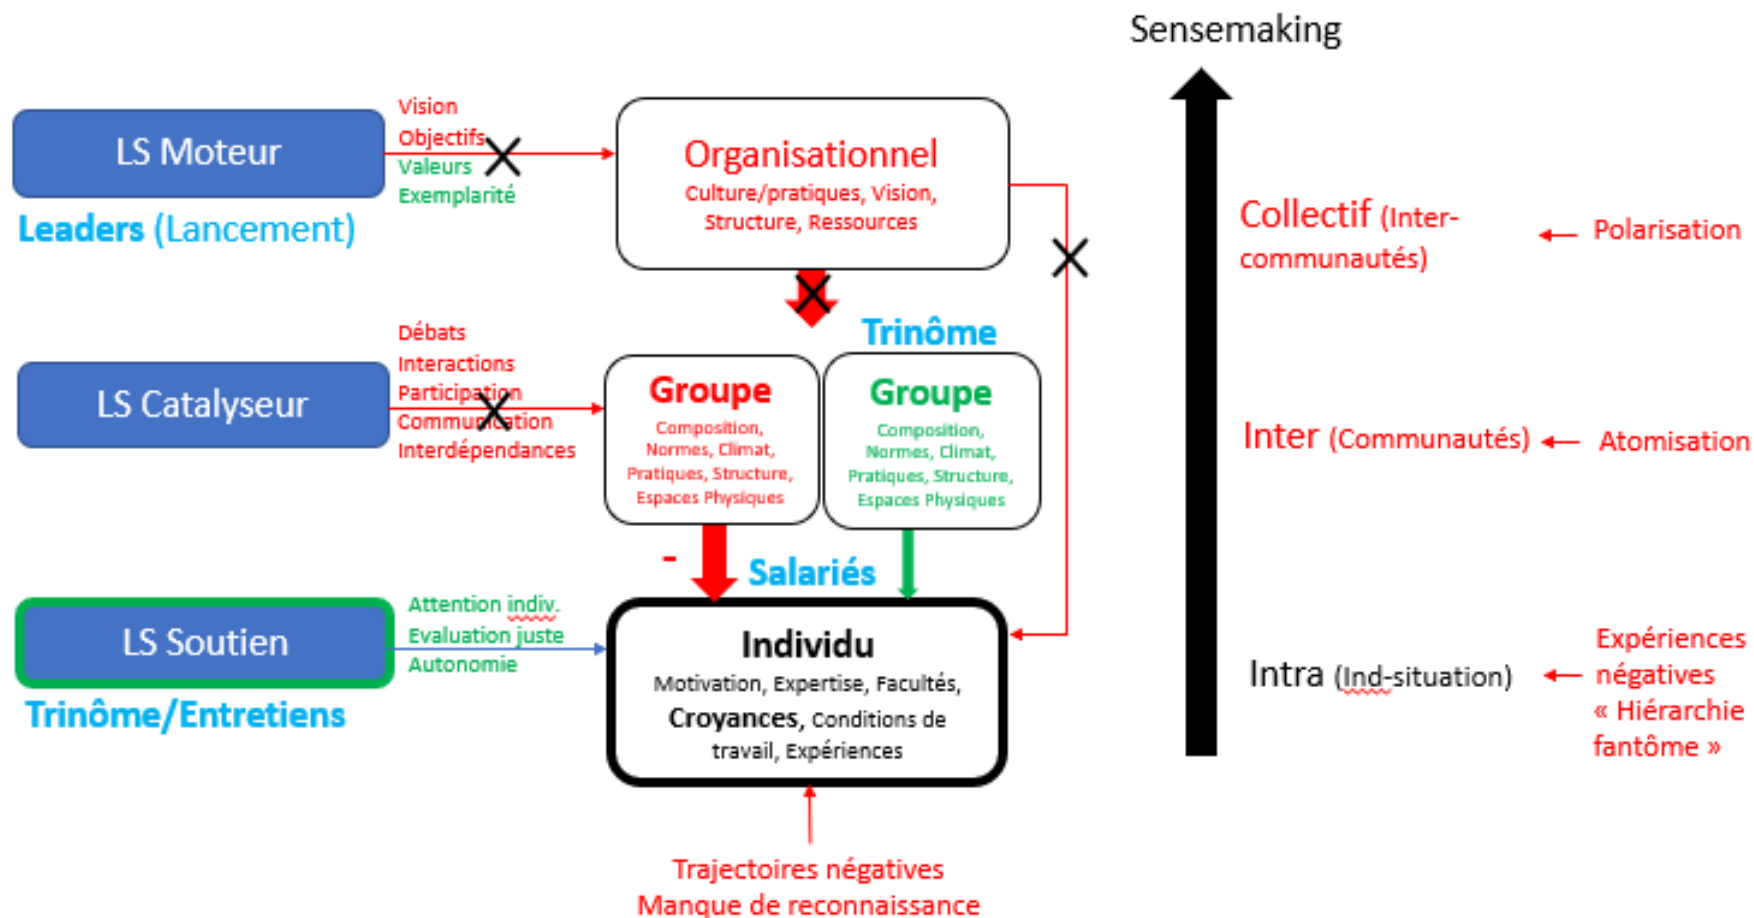 Sensemaking
LS Moteur
Vision
Objectifs
Valeurs
Exemplarité
Leaders (Lancement)
Organisationnel
Culture/pratiques, Vision,
Structure, Ressources
Collectif (Inter-
communautés)
Polarisation
LS Catalyseur
Débats
Interactions
Participation
Communication
Interdépendances
Groupe
Composition,
Normes, Climat,
Pratiques, Structure,
Espaces Physiques
Trinôme
Groupe
Composition,
Normes, Climat,
Pratiques, Structure,
Espaces Physiques
Inter (Communautés)
Atomisation
-
Salariés
LS Soutien
Attention indiv.
Evaluation juste
Autonomie
Trinôme/Entretiens
Individu
Motivation, Expertise, Facultés,
Croyances, Conditions de
travail, Expériences
Intra (Ind-situation)
Expériences
négatives
« Hiérarchie
fantôme »
Trajectoires négatives
Manque de reconnaissance